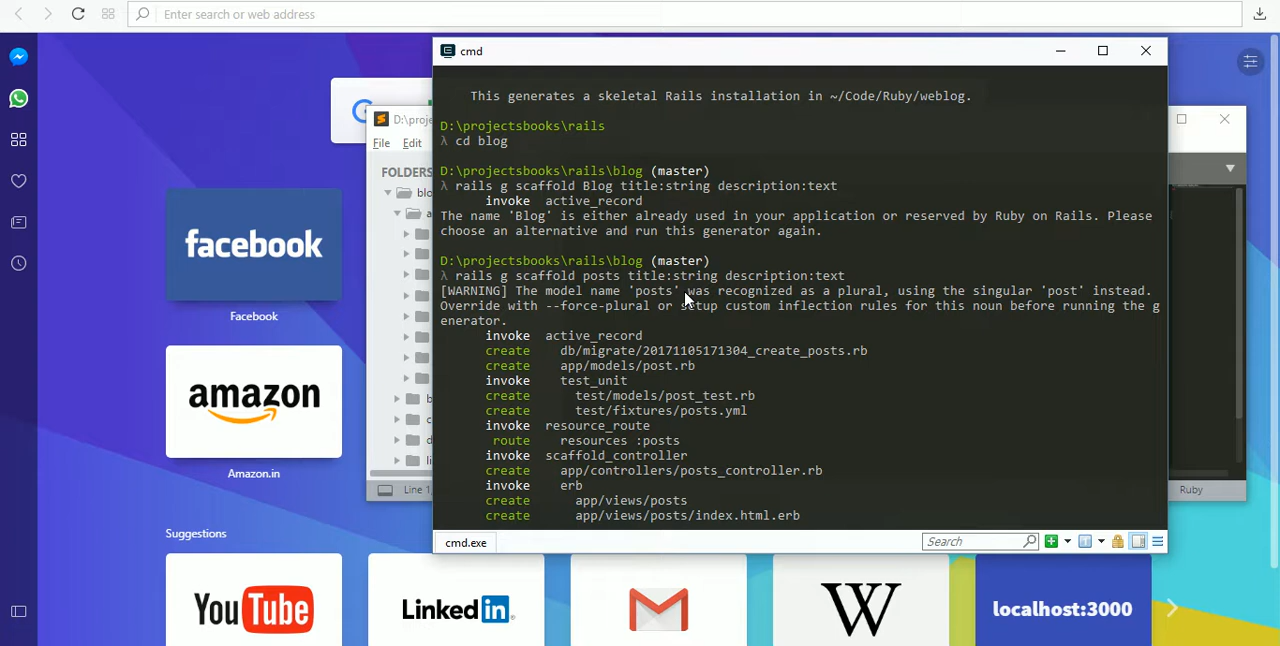 Enter search or web address
cmd
This generates a skeletal Rails installation in ~/Code/Ruby/weblog.
D:\projectsbooks\rails
λ cd blog
D:\projectsbooks\rails\blog (master)
λ rails g scaffold Blog title:string description:text
invoke active_record
The name 'Blog' is either already used in your application or reserved by Ruby on Rails. Please
choose an alternative and run this generator again.
D:\projectsbooks\rails\blog (master)
λ rails g scaffold posts title:string description:text
[WARNING] The model name 'posts' was recognized as a plural, using the singular 'post' instead.
Override with --force-plural or setup custom inflection rules for this noun before running the g
enerator.
invoke active_record
create db/migrate/20171105171304_create_posts.rb
create app/models/post.rb
invoke test_unit
create test/models/post_test.rb
create test/fixtures/posts.yml
invoke resource_route
route resources :posts
invoke scaffold_controller
create app/controllers/posts_controller.rb
invoke erb
create app/views/posts
create app/views/posts/index.html.erb
cmd.exe
Search
D:\proje
File Edit
FOLDERS
blo
a
b
c
d
li
Line 1,
Ruby
facebook
Facebook
amazon
Amazon.in
Suggestions
YouTube
LinkedIn
W
localhost:3000